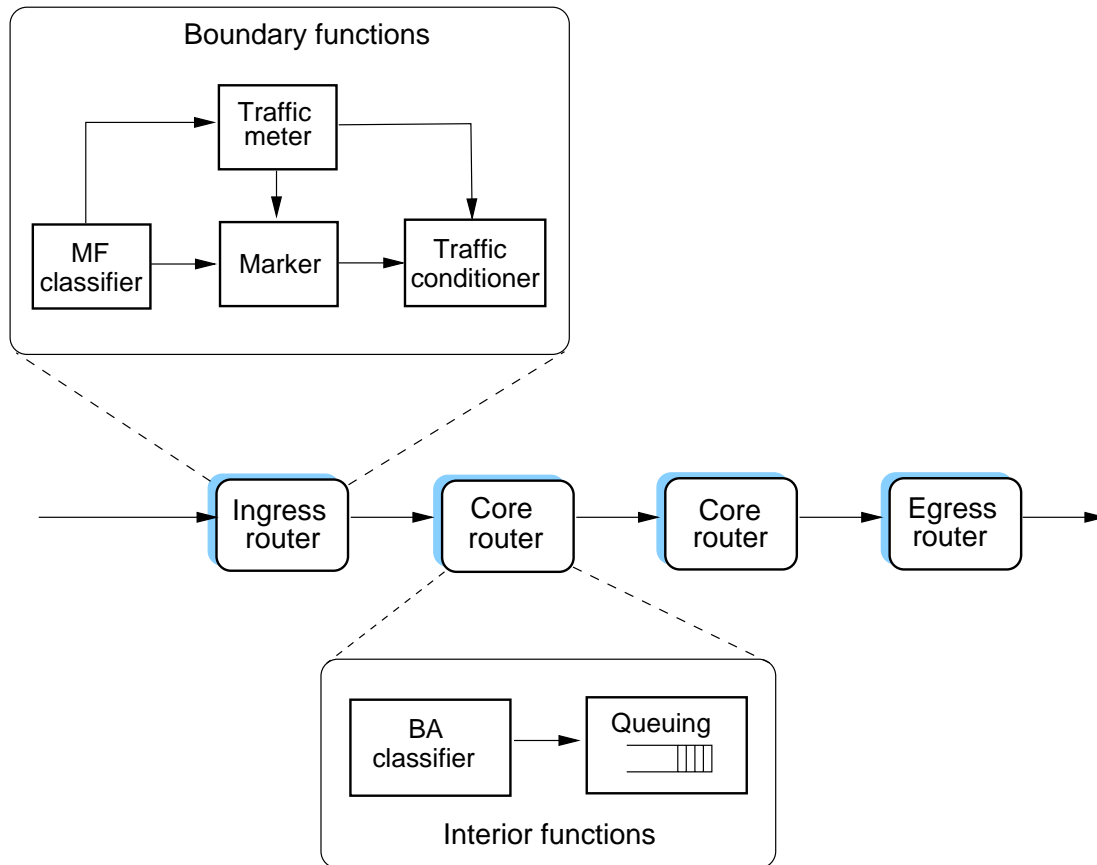 Boundary functions
Traffic
meter
MF
classifier
Marker
Traffic
conditioner
Ingress
router
Core
router
Core
router
Egress
router
BA
classifier
Queuing
Interior functions